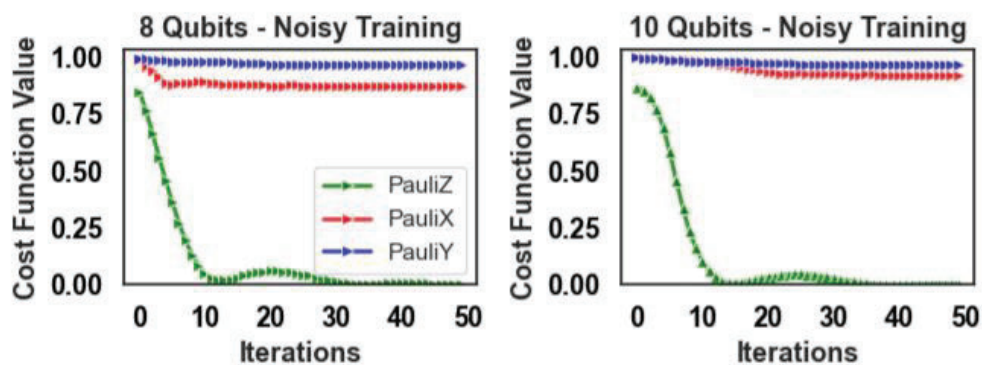 8 Qubits - Noisy Training
Cost Function Value
1.00
0.75
0.50
0.25
0.00
PauliZ
PauliX
PauliY
0 10 20 30 40 50
Iterations
10 Qubits - Noisy Training
Cost Function Value
1.00
0.75
0.50
0.25
0.00
0 10 20 30 40 50
Iterations